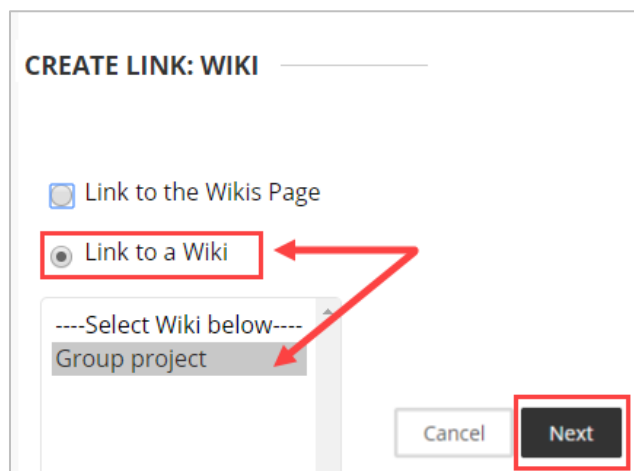 CREATE LINK: WIKI
Link to the Wikis Page
Link to a Wiki
----Select Wiki below----
Group project
Cancel
Next